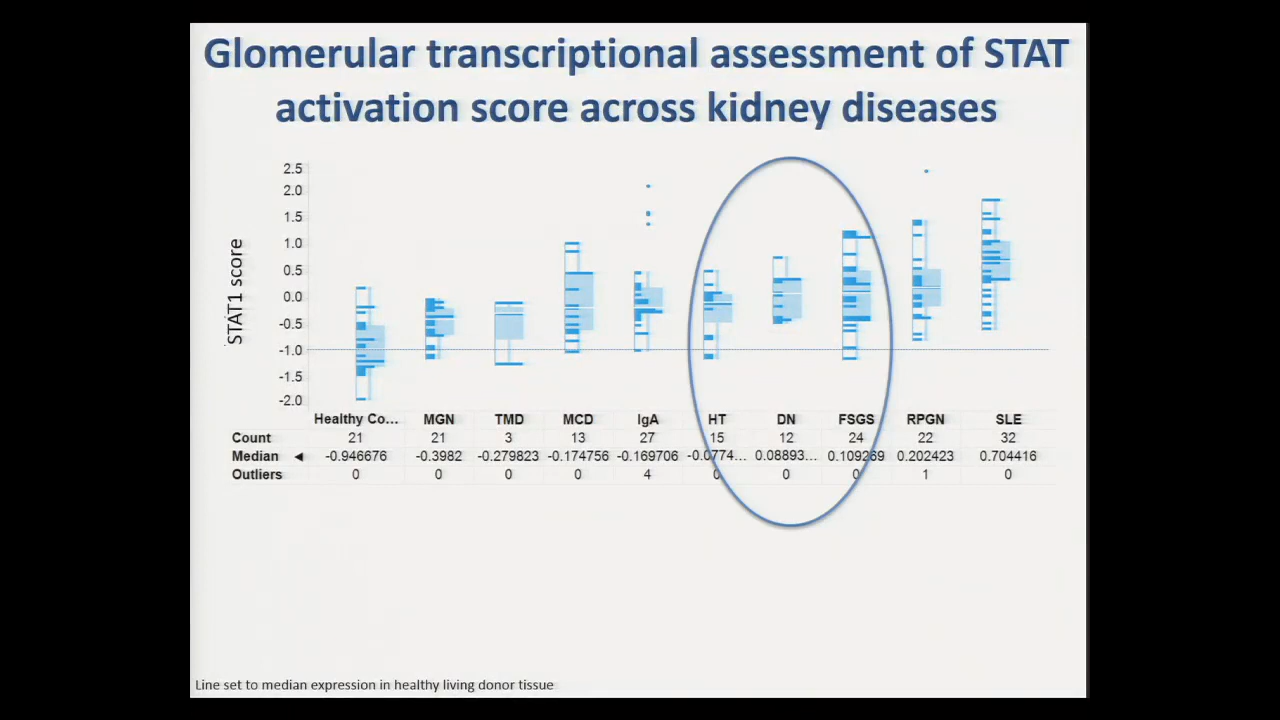 Glomerular transcriptional assessment of STAT
activation score across kidney diseases
STAT1 score
2.5
2.0
1.5
1.0
0.5
0.0
-0.5
-1.0
-1.5
-2.0
Healthy Co... MGN TMD MCD IgA HT DN FSGS RPGN SLE
Count 21 21 3 13 27 15 12 24 22 32
Median ◄ -0.946676 -0.3982 -0.279823 -0.174756 -0.169706 -0.0774... 0.08893... 0.109269 0.202423 0.704416
Outliers 0 0 0 0 4 0 0 0 1 0
Line set to median expression in healthy living donor tissue